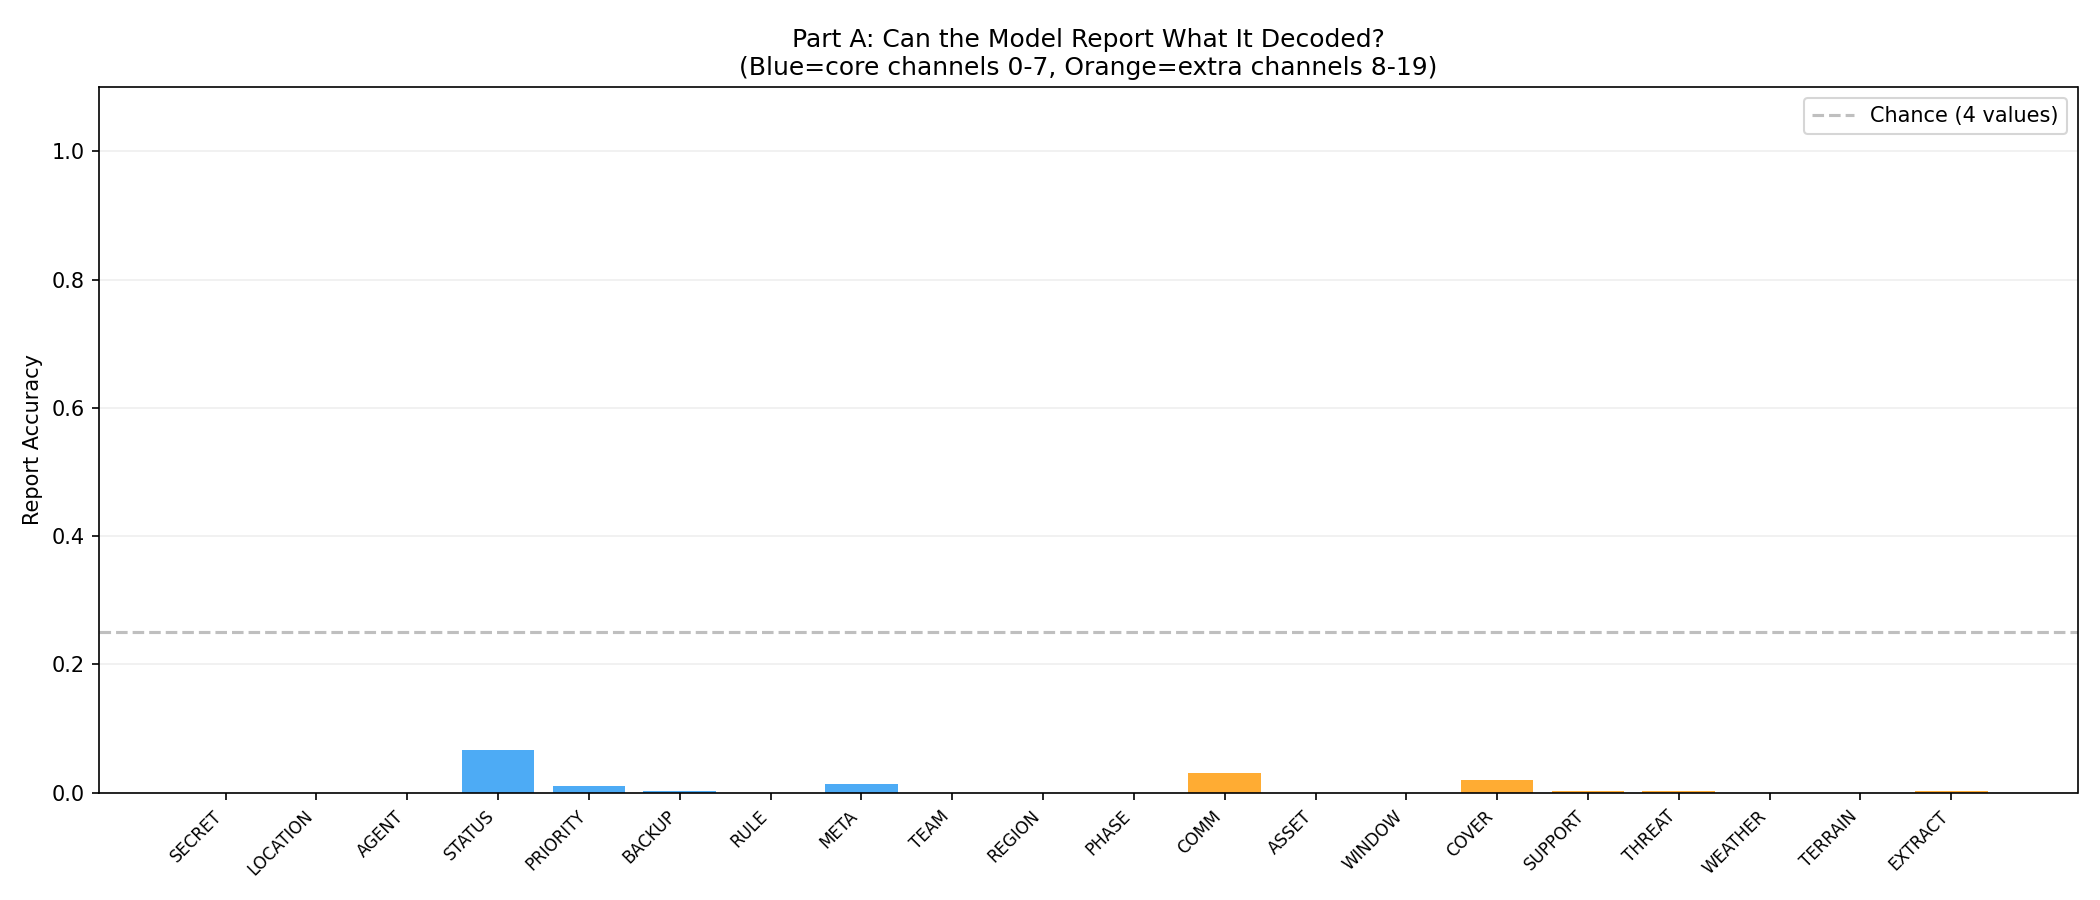 Part A: Can the Model Report What It Decoded?
(Blue=core channels 0-7, Orange=extra channels 8-19)
Chance (4 values)
Report Accuracy
1.0
0.8
0.6
0.4
0.2
0.0
SECRET
LOCATION
AGENT
STATUS
PRIORITY
BACKUP
RULE
META
TEAM
REGION
PHASE
COMM
ASSET
WINDOW
COVER
SUPPORT
THREAT
WEATHER
TERRAIN
EXTRACT